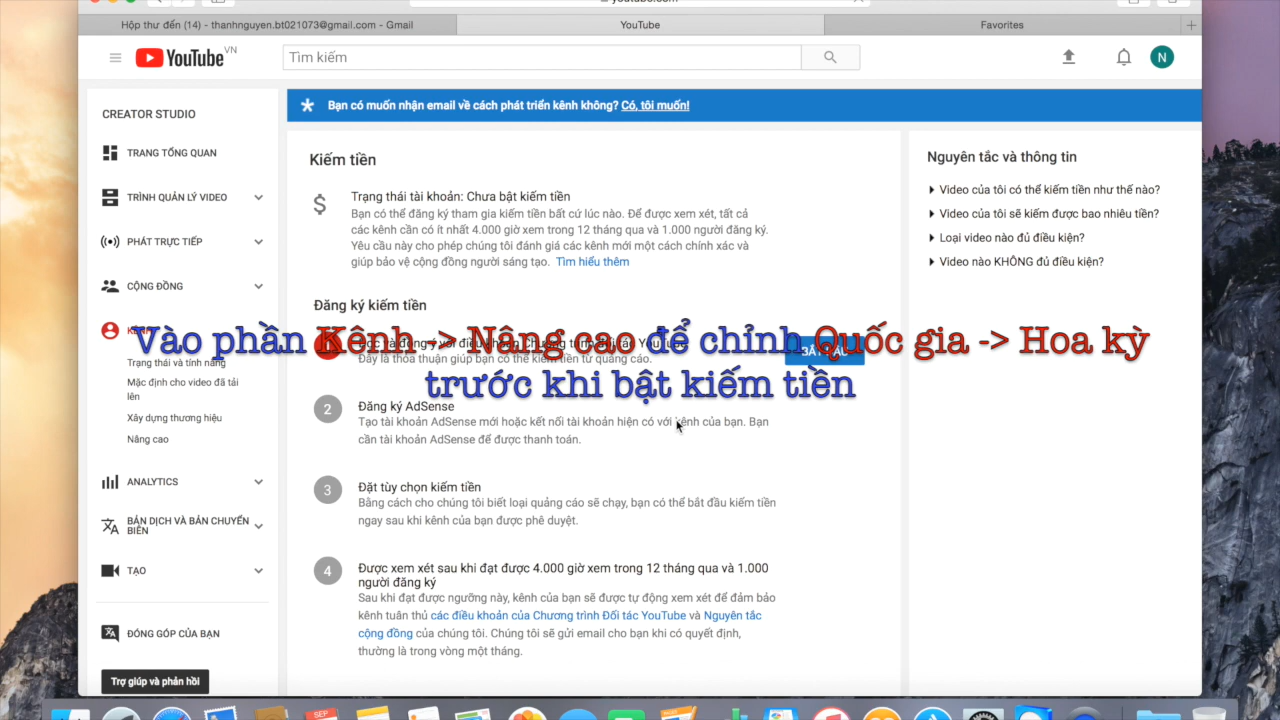 youtube.com
Hộp thư đến (14) - thanhnguyen.bt021073@gmail.com - Gmail
YouTube
Favorites
YouTube VN
Tìm kiếm
N
CREATOR STUDIO
TRANG TỔNG QUAN
TRÌNH QUẢN LÝ VIDEO
PHÁT TRỰC TIẾP
CỘNG ĐỒNG
KÊNH
Trạng thái và tính năng
Mặc định cho video đã tải
lên
Xây dựng thương hiệu
Nâng cao
ANALYTICS
BẢN DỊCH VÀ BẢN CHUYỂN
BIÊN
TẠO
ĐÓNG GÓP CỦA BẠN
Trợ giúp và phản hồi
Bạn có muốn nhận email về cách phát triển kênh không? Có, tôi muốn!
Kiếm tiền
Trạng thái tài khoản: Chưa bật kiếm tiền
Bạn có thể đăng ký tham gia kiếm tiền bất cứ lúc nào. Để được xem xét, tất cả
các kênh cần có ít nhất 4.000 giờ xem trong 12 tháng qua và 1.000 người đăng ký.
Yêu cầu này cho phép chúng tôi đánh giá các kênh mới một cách chính xác và
giúp bảo vệ cộng đồng người sáng tạo. Tìm hiểu thêm
Đăng ký kiếm tiền
Vào phần Kênh -> Nâng cao để chỉnh Quốc gia -> Hoa kỳ
trước khi bật kiếm tiền
Đây là thỏa thuận giúp bạn có thể kiếm tiền từ quảng cáo.
2
Đăng ký AdSense
Tạo tài khoản AdSense mới hoặc kết nối tài khoản hiện có với kênh của bạn. Bạn
cần tài khoản AdSense để được thanh toán.
3
Đặt tùy chọn kiếm tiền
Bằng cách cho chúng tôi biết loại quảng cáo sẽ chạy, bạn có thể bắt đầu kiếm tiền
ngay sau khi kênh của bạn được phê duyệt.
4
Được xem xét sau khi đạt được 4.000 giờ xem trong 12 tháng qua và 1.000
người đăng ký
Sau khi đạt được ngưỡng này, kênh của bạn sẽ được tự động xem xét để đảm bảo
kênh tuân thủ các điều khoản của Chương trình Đối tác YouTube và Nguyên tắc
cộng đồng của chúng tôi. Chúng tôi sẽ gửi email cho bạn khi có quyết định,
thường là trong vòng một tháng.
Nguyên tắc và thông tin
Video của tôi có thể kiếm tiền như thế nào?
Video của tôi sẽ kiếm được bao nhiêu tiền?
Loại video nào đủ điều kiện?
Video nào KHÔNG đủ điều kiện?
SEP